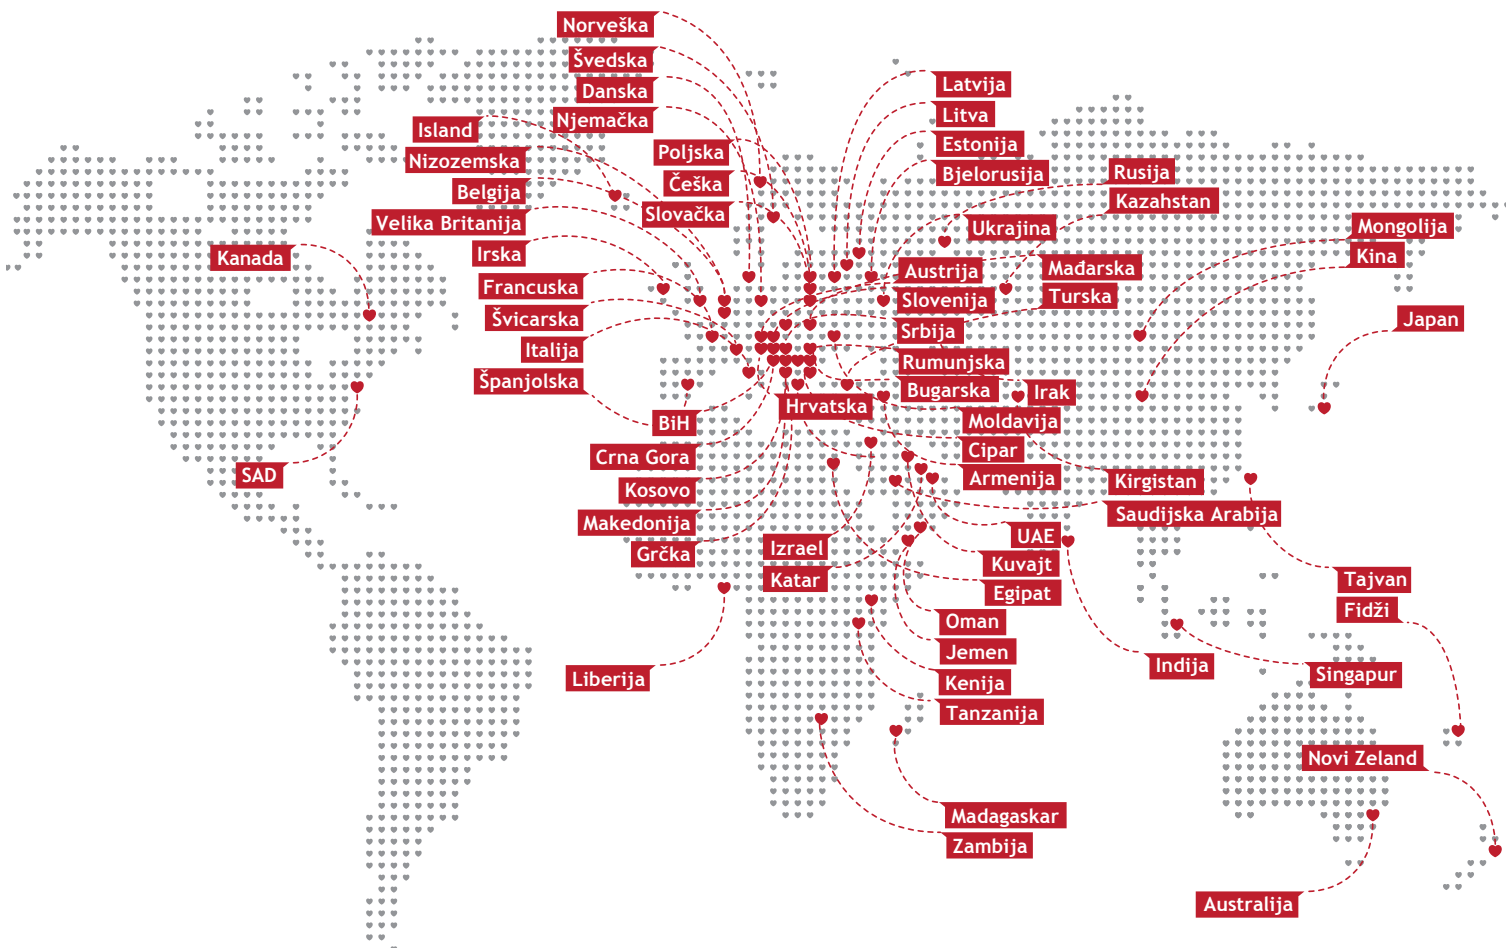 Norveška
Švedska
Danska
Njemačka
Island
Nizozemska
Belgija
Velika Britanija
Irska
Francuska
Švicarska
Italija
Španjolska
Kanada
SAD
Poljska
Češka
Slovačka
Latvija
Litva
Estonija
Bjelorusija
Rusija
Kazahstan
Ukrajina
Austrija
Mađarska
Slovenija
Turska
Srbija
Rumunjska
Bugarska
Irak
Hrvatska
Moldavija
Cipar
Armenija
Mongolija
Kina
Japan
BiH
Crna Gora
Kosovo
Makedonija
Grčka
Izrael
Katar
Kirgistan
Saudijska Arabija
UAE
Kuvajt
Egipat
Oman
Jemen
Kenija
Tanzanija
Tajvan
Fidži
Indija
Singapur
Liberija
Novi Zeland
Madagaskar
Zambija
Australija